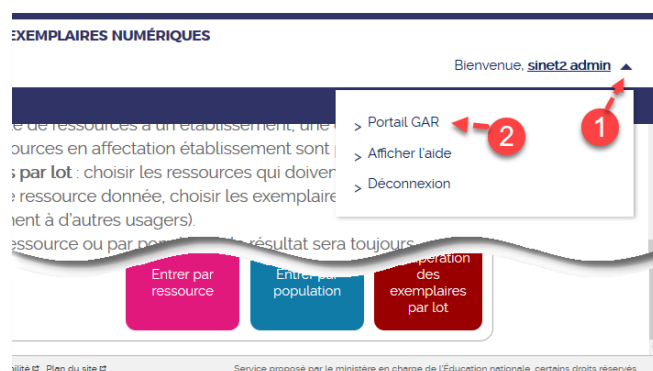 EXEMPLAIRES NUMÉRIQUES
Bienvenue, sinet2 admin
1
> Portail GAR
2
> Afficher l'aide
> Déconnexion
e de ressources à un établissement, une
ources en affectation établissement sont
s par lot : choisir les ressources qui doiven
e ressource donnée, choisir les exemplaire
ment à d'autres usagers).
essource ou par résultat sera toujours
Entrer par
ressource
Entrer par
population
des
exemplaires
par lot
Plan du site
Service proposé par le ministère en charge de l'Éducation nationale, certains droits réservés